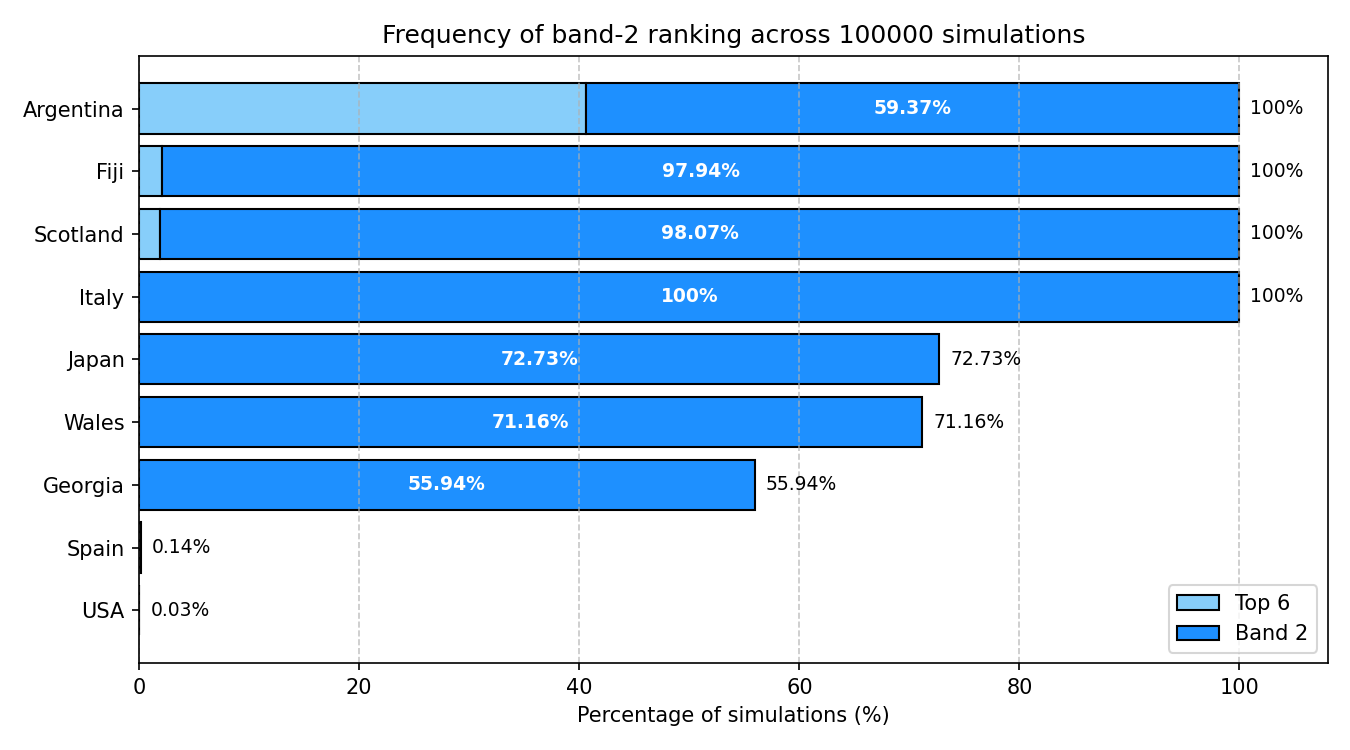 Frequency of band-2 ranking across 100000 simulations
Argentina 59.37% 100%
Fiji 97.94% 100%
Scotland 98.07% 100%
Italy 100% 100%
Japan 72.73% 72.73%
Wales 71.16% 71.16%
Georgia 55.94% 55.94%
Spain 0.14%
USA 0.03%
Top 6
Band 2
0 20 40 60 80 100
Percentage of simulations (%)